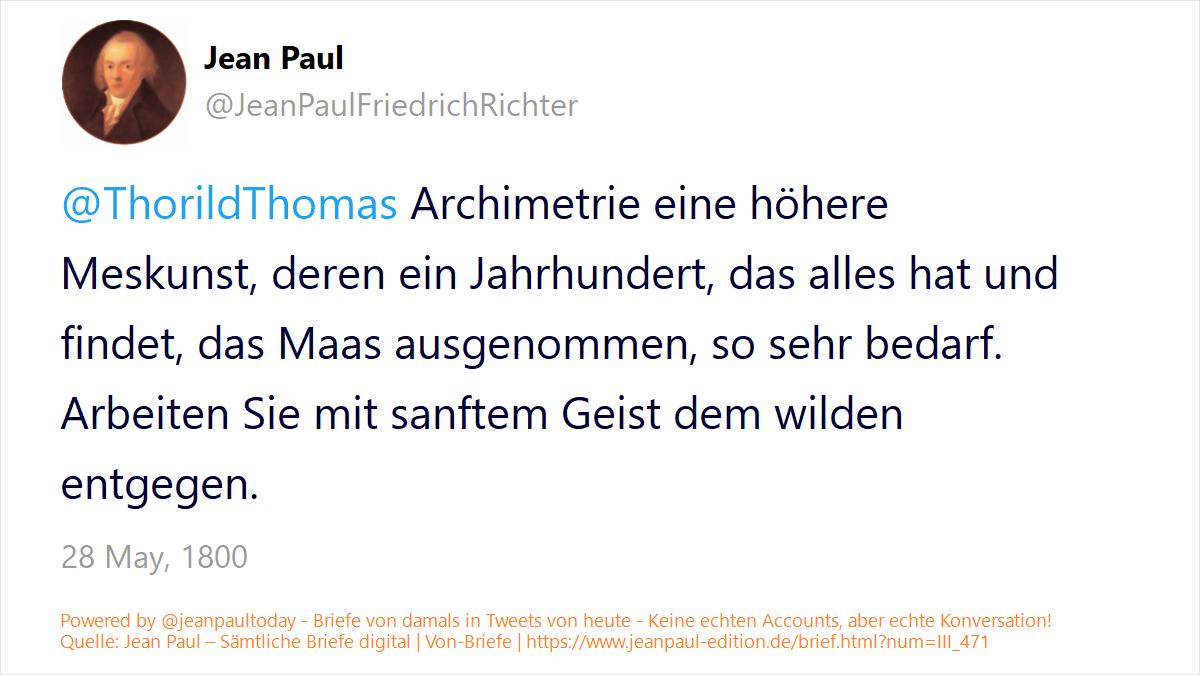 Jean Paul
@JeanPaulFriedrichRichter
@ThorildThomas Archimetrie eine höhere
Meskunst, deren ein Jahrhundert, das alles hat und
findet, das Maas ausgenommen, so sehr bedarf.
Arbeiten Sie mit sanftem Geist dem wilden
entgegen.
28 May, 1800
Powered by @jeanpaultoday - Briefe von damals in Tweets von heute - Keine echten Accounts, aber echte Konversation!
Quelle: Jean Paul – Sämtliche Briefe digital | Von-Briefe | https://www.jeanpaul-edition.de/brief.html?num=III_471